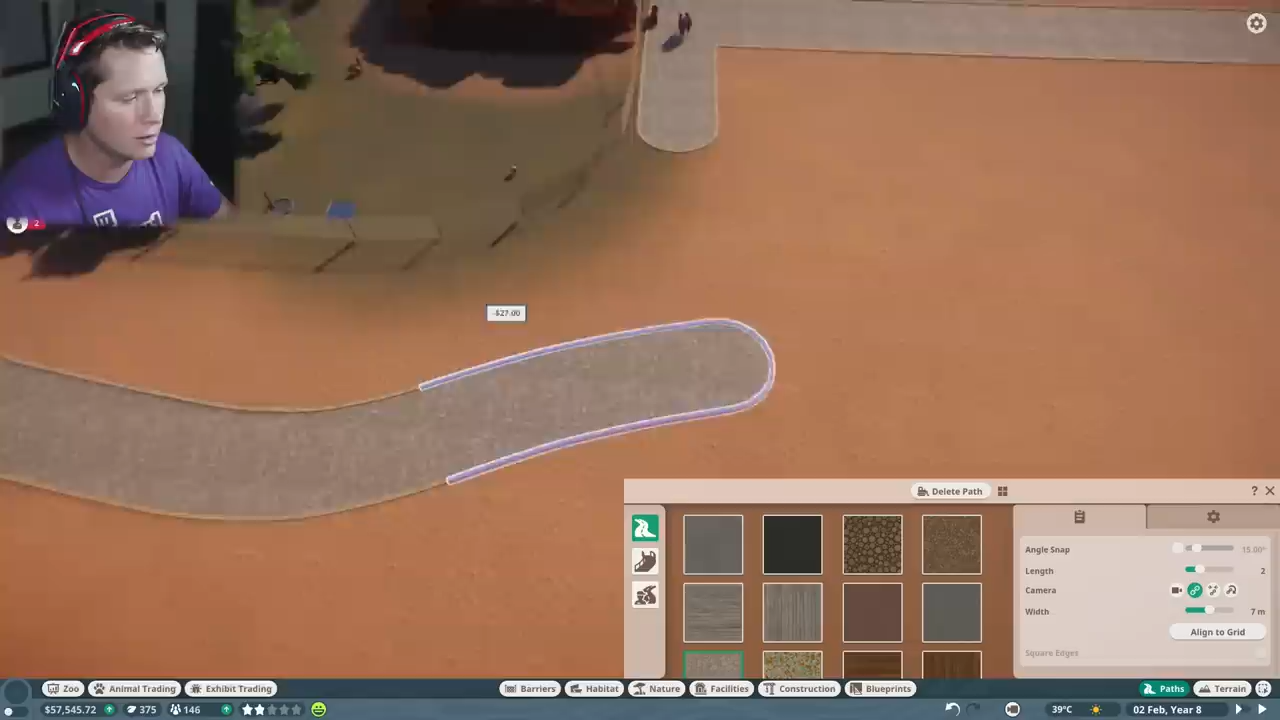 2
-$27.00
Delete Path
?
Angle Snap 15.00°
Length 2
Camera
Width 7 m
Align to Grid
Square Edges
Zoo
Animal Trading
Exhibit Trading
Barriers
Habitat
Nature
Facilities
Construction
Blueprints
Paths
Terrain
$57,545.72
375
146
39°C
02 Feb, Year 8